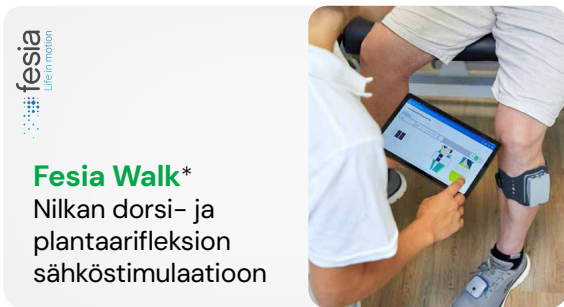 fesia
Life in motion
Fesia Walk*
Nilkan dorsi- ja
plantaarifleksion
sähköstimulaatioon